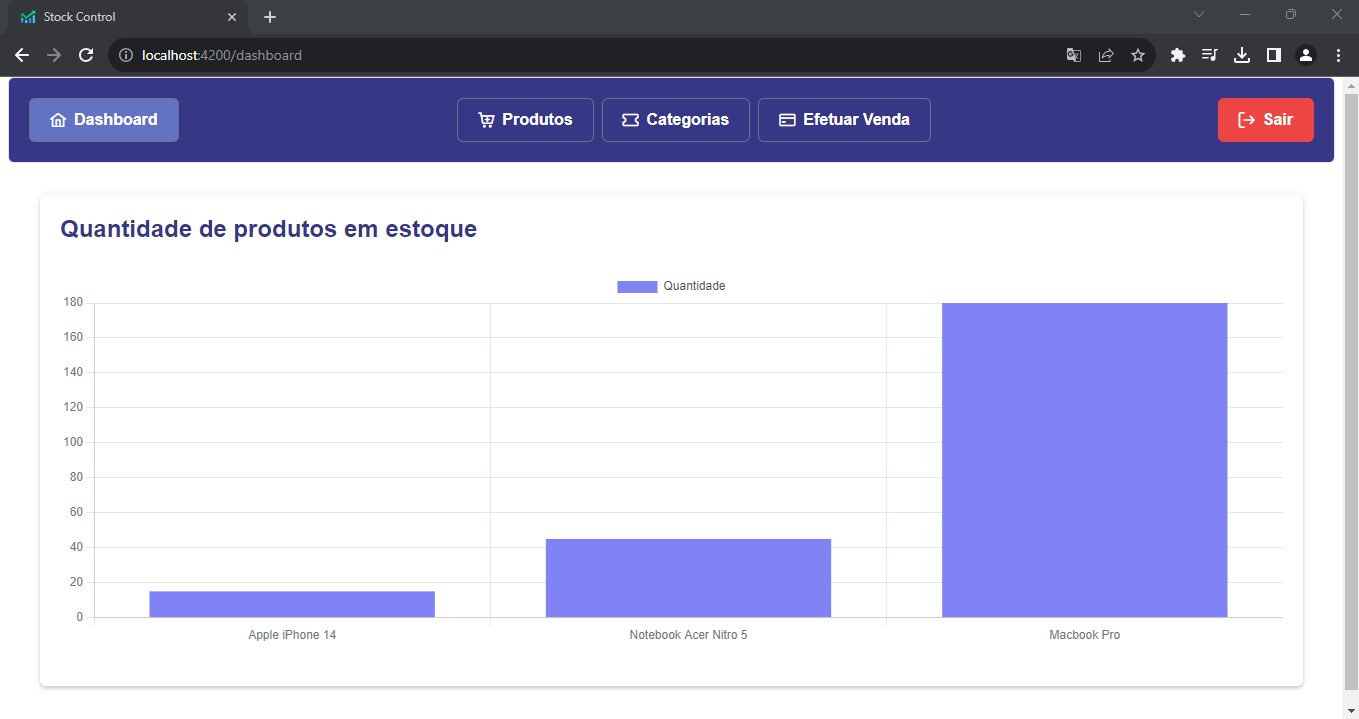 Stock Control
localhost:4200/dashboard
Dashboard
Produtos
Categorias
Efetuar Venda
Sair
Quantidade de produtos em estoque
Quantidade
180
160
140
120
100
80
60
40
20
0
Apple iPhone 14
Notebook Acer Nitro 5
Macbook Pro